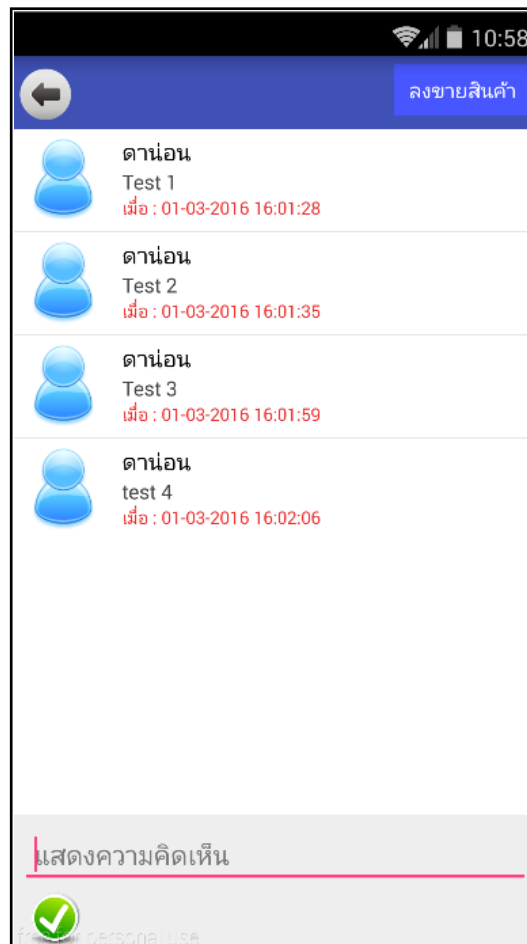 10:58
ลงขายสินค้า
ดาน่อน
Test 1
เมื่อ : 01-03-2016 16:01:28
ดาน่อน
Test 2
เมื่อ : 01-03-2016 16:01:35
ดาน่อน
Test 3
เมื่อ : 01-03-2016 16:01:59
ดาน่อน
test 4
เมื่อ : 01-03-2016 16:02:06
แสดงความคิดเห็น
free for personal use